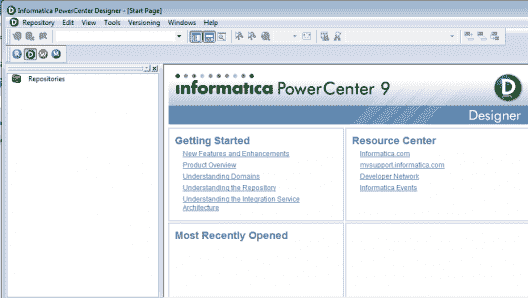 Informatica PowerCenter Designer - [Start Page]
Repository Edit View Tools Versioning Windows Help
R D W M
Repositories
informatica PowerCenter 9
D
Designer
Getting Started
New Features and Enhancements
Product Overview
Understanding Domains
Understanding the Repository
Understanding the Integration Service
Architecture
Resource Center
Informatica.com
mysupport.informatica.com
Developer Network
Informatica Events
Most Recently Opened